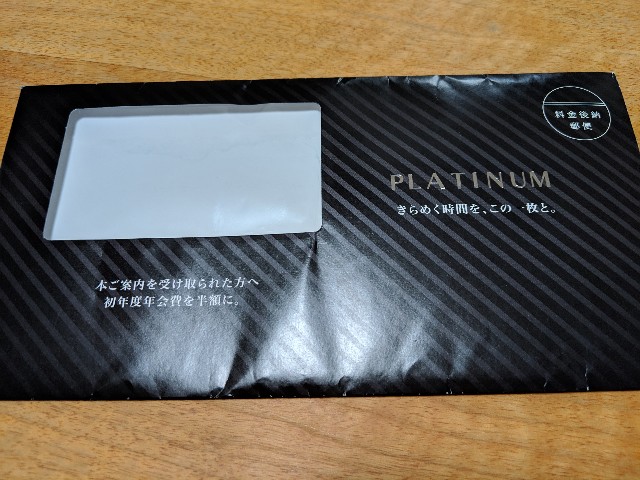 料金後納
郵便
PLATINUM
きらめく時間を、この一枚と。
本ご案内を受け取られた方へ
初年度年会費を半額に。